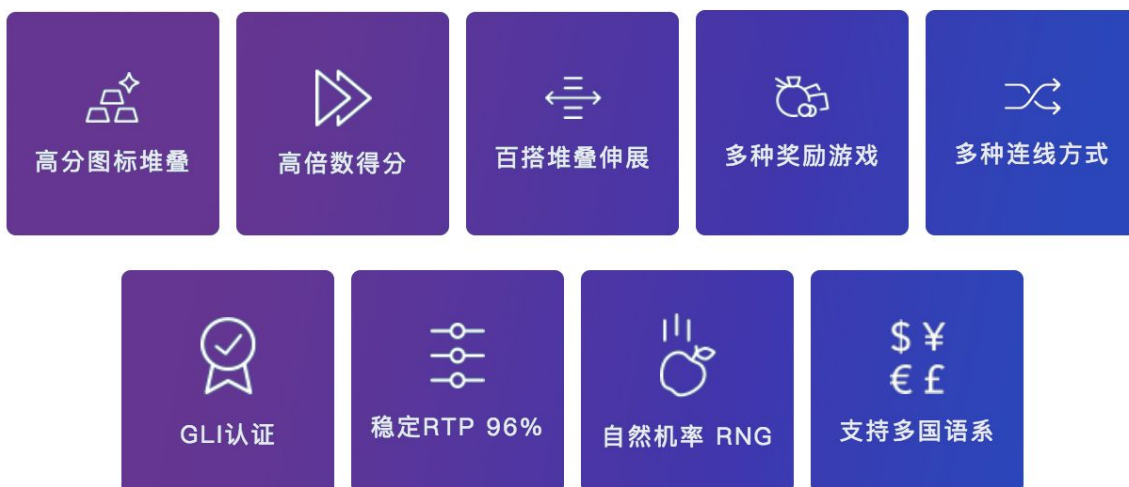 高分图标堆叠
高倍数得分
百搭堆叠伸展
多种奖励游戏
多种连线方式
GLI认证
稳定RTP 96%
自然机率 RNG
$ ¥
€ £
支持多国语系